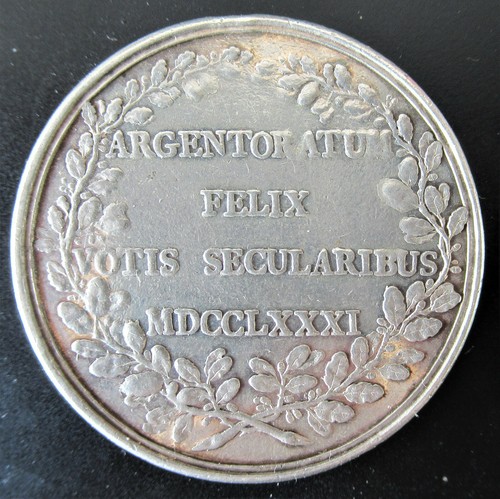 ARGENTORATUM
FELIX
VOTIS SECULARIBUS
MDCCLXXXI